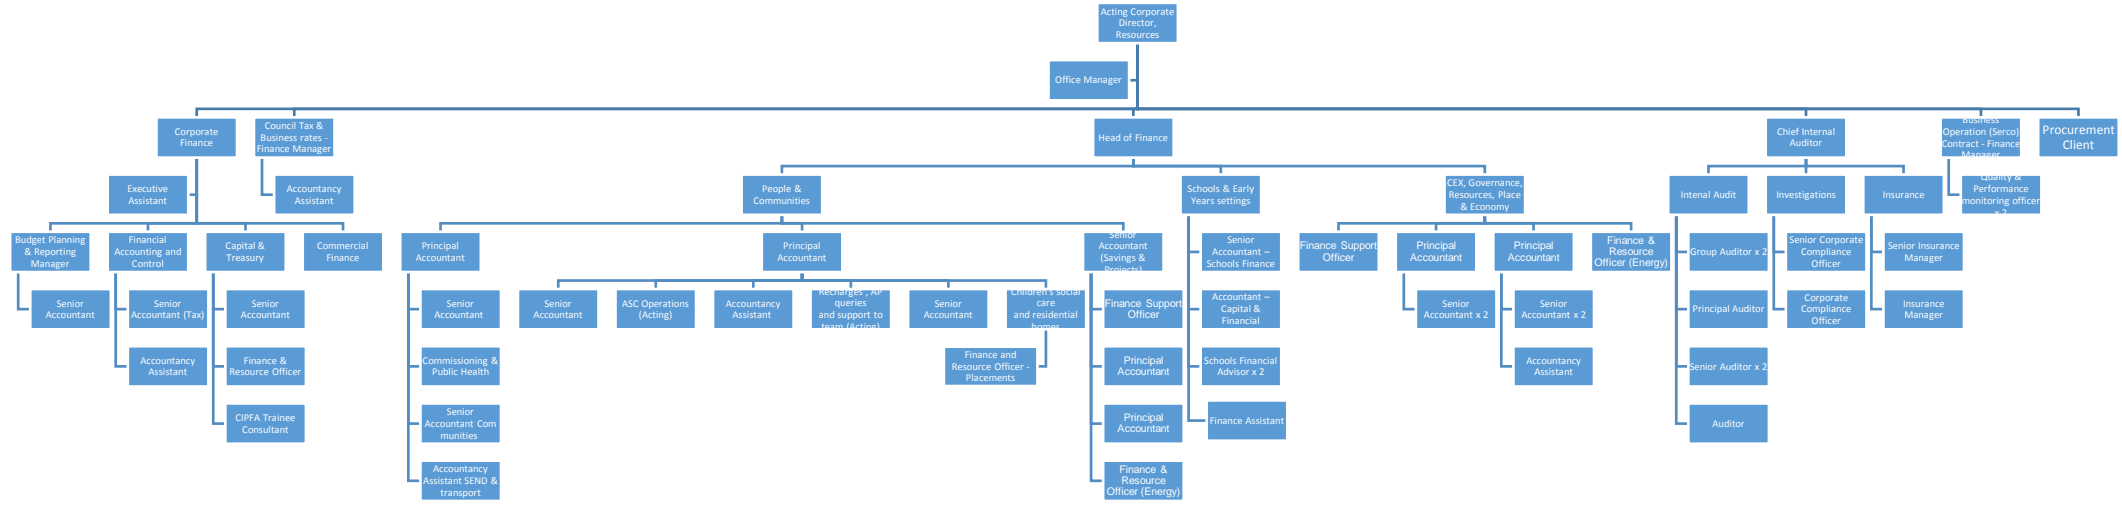 Acting Corporate
Director,
Resources
Office Manager
Corporate
Finance
Council Tax &
Business rates -
Finance Manager
Head of Finance
Chief Internal
Auditor
Business
Operation (Serco)
Contract - Finance
Manager
Procurement
Client
Executive
Assistant
Accountancy
Assistant
People &
Communities
Schools & Early
Years settings
CEX, Governance,
Resources, Place
& Economy
Intenal Audit
Investigations
Insurance
Quality &
Performance
monitoring officer
x 2
Budget Planning
& Reporting
Manager
Financial
Accounting and
Control
Capital &
Treasury
Commercial
Finance
Principal
Accountant
Principal
Accountant
Senior
Accountant
(Savings &
Projects)
Senior
Accountant –
Schools Finance
Finance Support
Officer
Principal
Accountant
Principal
Accountant
Finance &
Resource
Officer (Energy)
Group Auditor x 2
Senior Corporate
Compliance
Officer
Senior Insurance
Manager
Senior
Accountant
Senior
Accountant (Tax)
Senior
Accountant
Senior
Accountant
Senior
Accountant
ASC Operations
(Acting)
Accountancy
Assistant
Recharges , AP
queries
and support to
team (Acting)
Senior
Accountant
Children's social
care
and residential
homes
Finance Support
Officer
Accountant –
Capital &
Financial
Senior
Accountant x 2
Senior
Accountant x 2
Principal Auditor
Corporate
Compliance
Officer
Insurance
Manager
Accountancy
Assistant
Finance &
Resource Officer
Commissioning &
Public Health
Finance and
Resource Officer -
Placements
Principal
Accountant
Schools Financial
Advisor x 2
Accountancy
Assistant
Senior Auditor x 2
CIPFA Trainee
Consultant
Senior
Accountant Com
munities
Principal
Accountant
Finance Assistant
Auditor
Accountancy
Assistant SEND &
transport
Finance &
Resource
Officer (Energy)